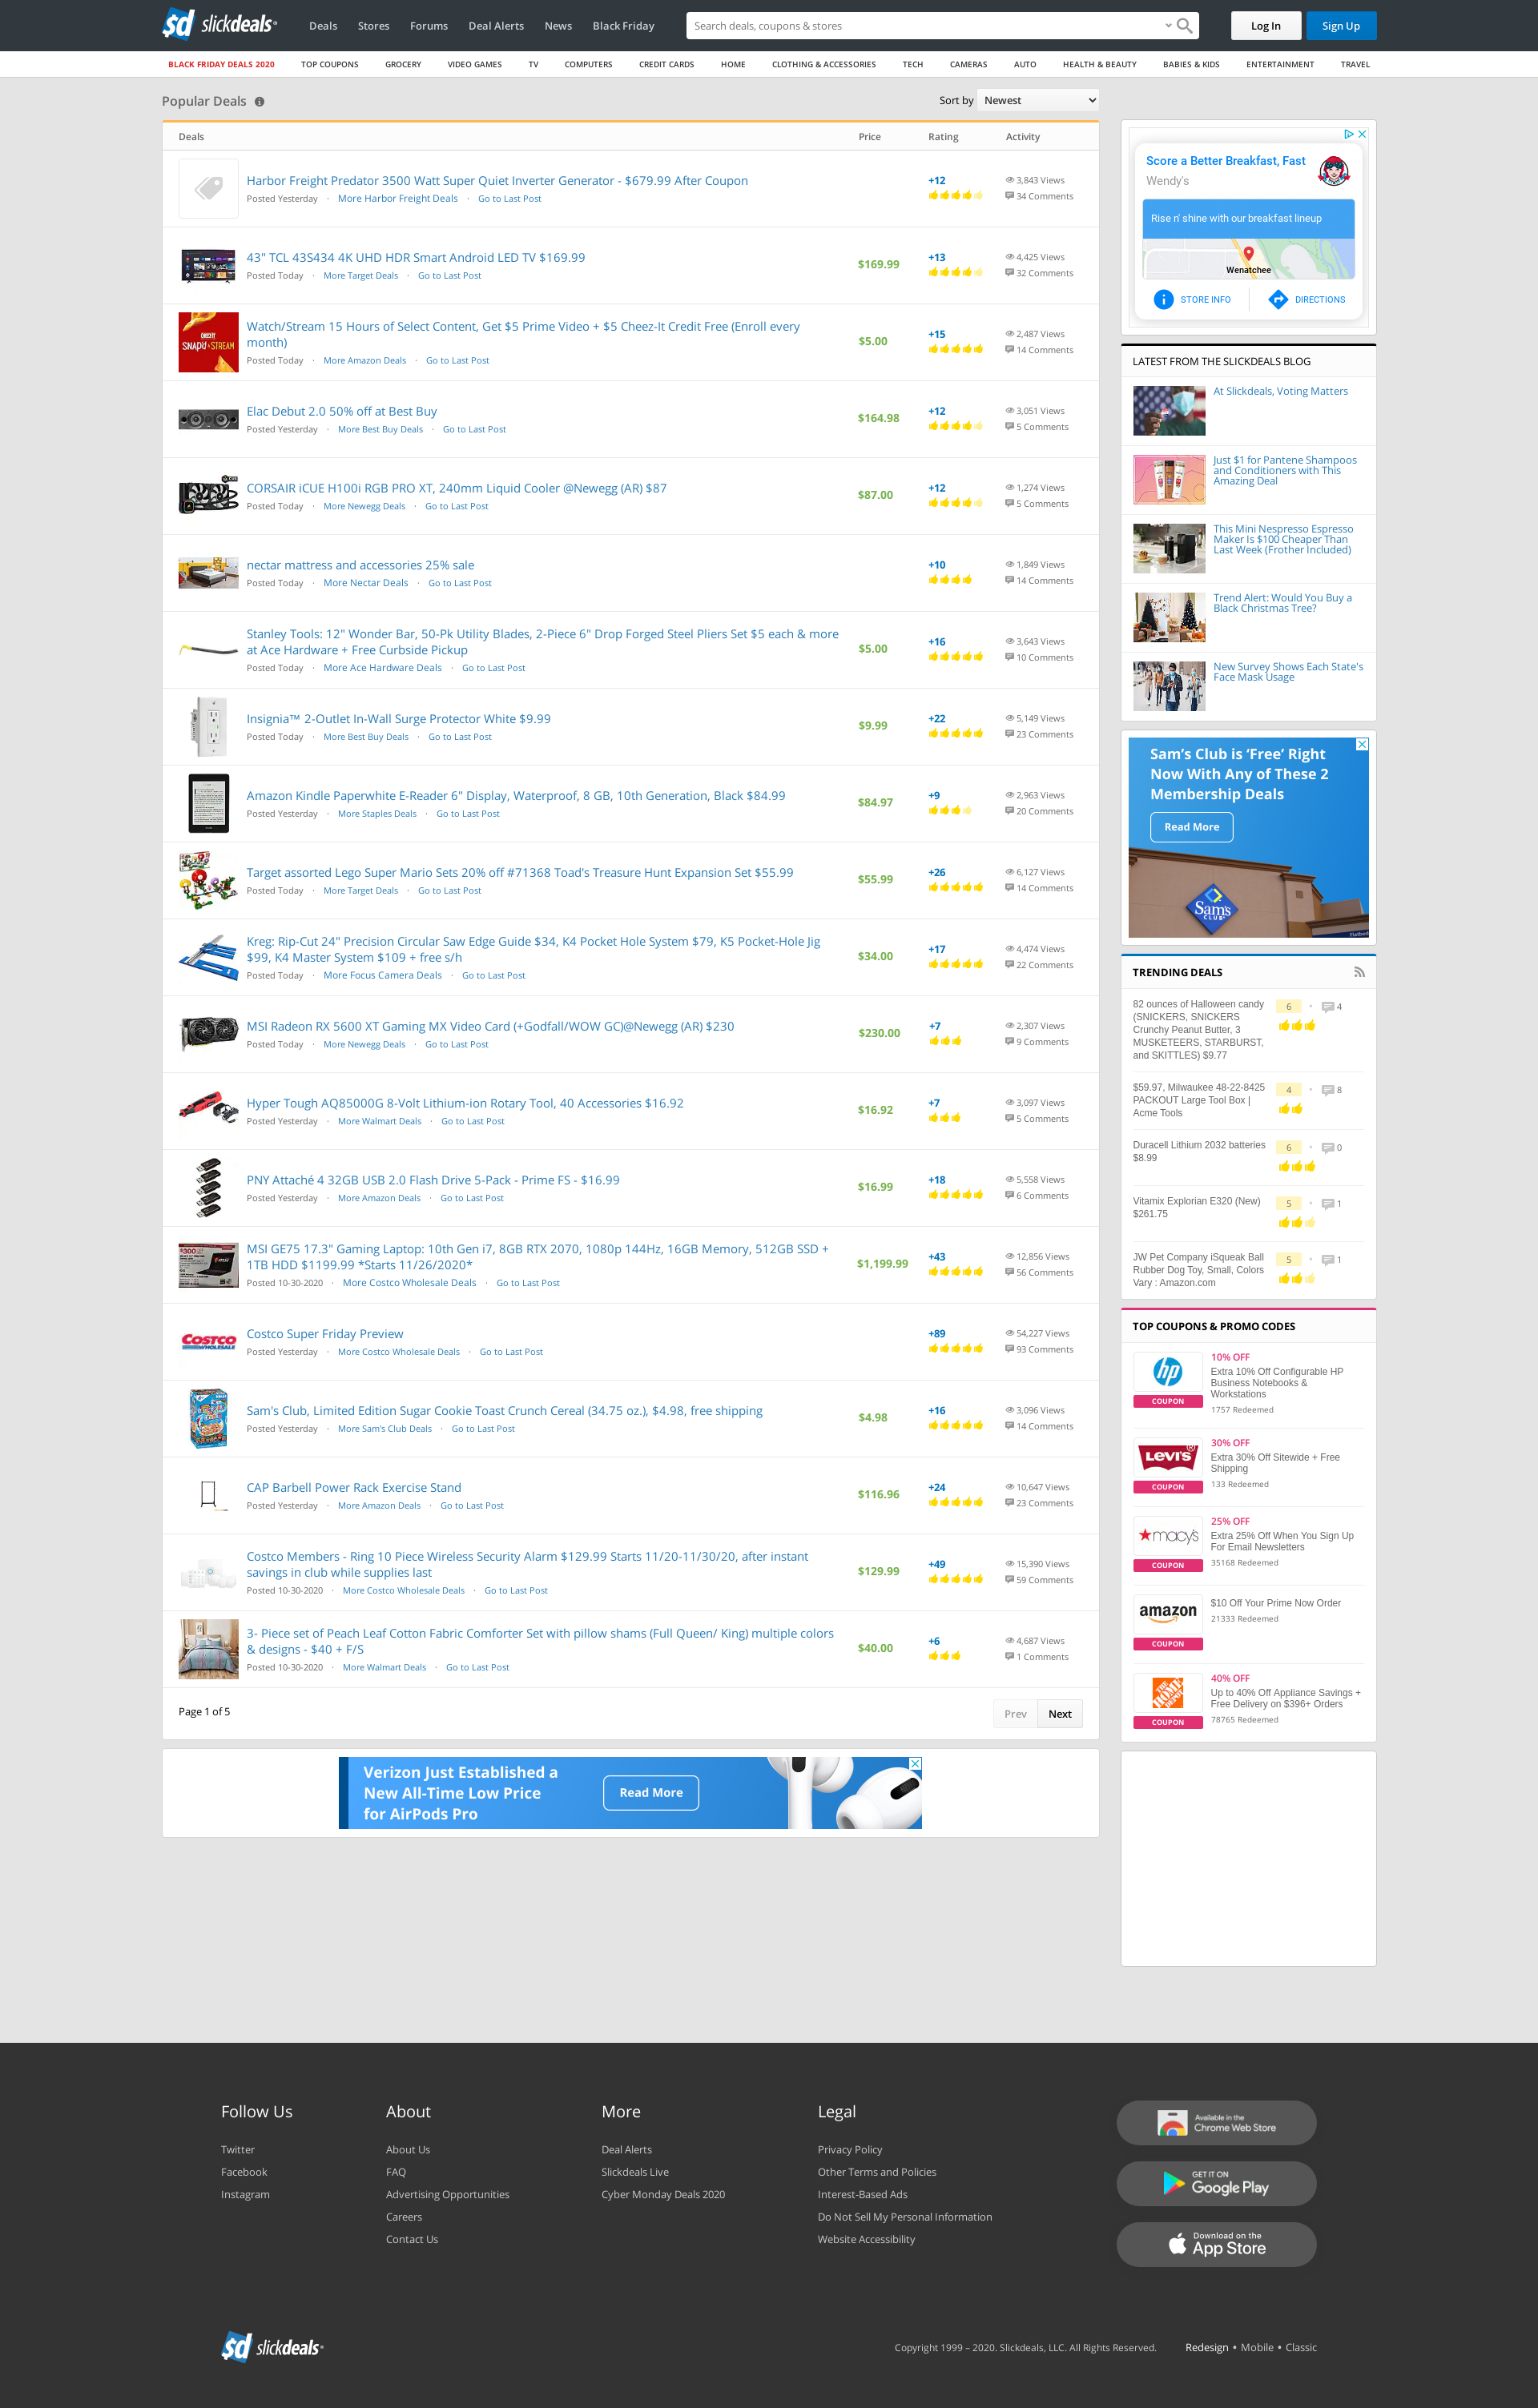 sd slickdeals
Deals Stores Forums Deal Alerts News Black Friday
Search deals, coupons & stores
Log In Sign Up
BLACK FRIDAY DEALS 2020 TOP COUPONS GROCERY VIDEO GAMES TV COMPUTERS CREDIT CARDS HOME CLOTHING & ACCESSORIES TECH CAMERAS AUTO HEALTH & BEAUTY BABIES & KIDS ENTERTAINMENT TRAVEL
Popular Deals
Sort by Newest
Deals Price Rating Activity
Harbor Freight Predator 3500 Watt Super Quiet Inverter Generator - $679.99 After Coupon
Posted Yesterday · More Harbor Freight Deals · Go to Last Post
+12
3,843 Views
34 Comments
43" TCL 43S434 4K UHD HDR Smart Android LED TV $169.99
Posted Today · More Target Deals · Go to Last Post
$169.99
+13
4,425 Views
32 Comments
Watch/Stream 15 Hours of Select Content, Get $5 Prime Video + $5 Cheez-It Credit Free (Enroll every
month)
Posted Today · More Amazon Deals · Go to Last Post
$5.00
+15
2,487 Views
14 Comments
Elac Debut 2.0 50% off at Best Buy
Posted Yesterday · More Best Buy Deals · Go to Last Post
$164.98
+12
3,051 Views
5 Comments
CORSAIR iCUE H100i RGB PRO XT, 240mm Liquid Cooler @Newegg (AR) $87
Posted Today · More Newegg Deals · Go to Last Post
$87.00
+12
1,274 Views
5 Comments
nectar mattress and accessories 25% sale
Posted Today · More Nectar Deals · Go to Last Post
+10
1,849 Views
14 Comments
Stanley Tools: 12" Wonder Bar, 50-Pk Utility Blades, 2-Piece 6" Drop Forged Steel Pliers Set $5 each & more
at Ace Hardware + Free Curbside Pickup
Posted Today · More Ace Hardware Deals · Go to Last Post
$5.00
+16
3,643 Views
10 Comments
Insignia™ 2-Outlet In-Wall Surge Protector White $9.99
Posted Today · More Best Buy Deals · Go to Last Post
$9.99
+22
5,149 Views
23 Comments
Amazon Kindle Paperwhite E-Reader 6" Display, Waterproof, 8 GB, 10th Generation, Black $84.99
Posted Yesterday · More Staples Deals · Go to Last Post
$84.97
+9
2,963 Views
20 Comments
Target assorted Lego Super Mario Sets 20% off #71368 Toad's Treasure Hunt Expansion Set $55.99
Posted Today · More Target Deals · Go to Last Post
$55.99
+26
6,127 Views
14 Comments
Kreg: Rip-Cut 24" Precision Circular Saw Edge Guide $34, K4 Pocket Hole System $79, K5 Pocket-Hole Jig
$99, K4 Master System $109 + free s/h
Posted Today · More Focus Camera Deals · Go to Last Post
$34.00
+17
4,474 Views
22 Comments
MSI Radeon RX 5600 XT Gaming MX Video Card (+Godfall/WOW GC)@Newegg (AR) $230
Posted Today · More Newegg Deals · Go to Last Post
$230.00
+7
2,307 Views
9 Comments
Hyper Tough AQ85000G 8-Volt Lithium-ion Rotary Tool, 40 Accessories $16.92
Posted Yesterday · More Walmart Deals · Go to Last Post
$16.92
+7
3,097 Views
5 Comments
PNY Attaché 4 32GB USB 2.0 Flash Drive 5-Pack - Prime FS - $16.99
Posted Yesterday · More Amazon Deals · Go to Last Post
$16.99
+18
5,558 Views
6 Comments
MSI GE75 17.3" Gaming Laptop: 10th Gen i7, 8GB RTX 2070, 1080p 144Hz, 16GB Memory, 512GB SSD +
1TB HDD $1199.99 *Starts 11/26/2020*
Posted 10-30-2020 · More Costco Wholesale Deals · Go to Last Post
$1,199.99
+43
12,856 Views
56 Comments
COSTCO WHOLESALE
Costco Super Friday Preview
Posted Yesterday · More Costco Wholesale Deals · Go to Last Post
+89
54,227 Views
93 Comments
Sam's Club, Limited Edition Sugar Cookie Toast Crunch Cereal (34.75 oz.), $4.98, free shipping
Posted Yesterday · More Sam's Club Deals · Go to Last Post
$4.98
+16
3,096 Views
14 Comments
CAP Barbell Power Rack Exercise Stand
Posted Yesterday · More Amazon Deals · Go to Last Post
$116.96
+24
10,647 Views
23 Comments
Costco Members - Ring 10 Piece Wireless Security Alarm $129.99 Starts 11/20-11/30/20, after instant
savings in club while supplies last
Posted 10-30-2020 · More Costco Wholesale Deals · Go to Last Post
$129.99
+49
15,390 Views
59 Comments
3- Piece set of Peach Leaf Cotton Fabric Comforter Set with pillow shams (Full Queen/ King) multiple colors
& designs - $40 + F/S
Posted 10-30-2020 · More Walmart Deals · Go to Last Post
$40.00
+6
4,687 Views
1 Comments
Page 1 of 5
Prev Next
Verizon Just Established a
New All-Time Low Price
for AirPods Pro
Read More
Score a Better Breakfast, Fast
Wendy's
Rise n' shine with our breakfast lineup
Wenatchee
STORE INFO DIRECTIONS
LATEST FROM THE SLICKDEALS BLOG
At Slickdeals, Voting Matters
Just $1 for Pantene Shampoos
and Conditioners with This
Amazing Deal
This Mini Nespresso Espresso
Maker Is $100 Cheaper Than
Last Week (Frother Included)
Trend Alert: Would You Buy a
Black Christmas Tree?
New Survey Shows Each State's
Face Mask Usage
Sam's Club is 'Free' Right
Now With Any of These 2
Membership Deals
Read More
Sam's
CLUB
TRENDING DEALS
82 ounces of Halloween candy
(SNICKERS, SNICKERS
Crunchy Peanut Butter, 3
MUSKETEERS, STARBURST,
and SKITTLES) $9.77
6 • 4
$59.97, Milwaukee 48-22-8425
PACKOUT Large Tool Box |
Acme Tools
4 • 8
Duracell Lithium 2032 batteries
$8.99
6 • 0
Vitamix Explorian E320 (New)
$261.75
5 • 1
JW Pet Company iSqueak Ball
Rubber Dog Toy, Small, Colors
Vary : Amazon.com
5 • 1
TOP COUPONS & PROMO CODES
hp
COUPON
10% OFF
Extra 10% Off Configurable HP
Business Notebooks &
Workstations
1757 Redeemed
LEVI'S
COUPON
30% OFF
Extra 30% Off Sitewide + Free
Shipping
133 Redeemed
macy's
COUPON
25% OFF
Extra 25% Off When You Sign Up
For Email Newsletters
35168 Redeemed
amazon
COUPON
$10 Off Your Prime Now Order
21333 Redeemed
THE HOME DEPOT
COUPON
40% OFF
Up to 40% Off Appliance Savings +
Free Delivery on $396+ Orders
78765 Redeemed
Follow Us
Twitter
Facebook
Instagram
About
About Us
FAQ
Advertising Opportunities
Careers
Contact Us
More
Deal Alerts
Slickdeals Live
Cyber Monday Deals 2020
Legal
Privacy Policy
Other Terms and Policies
Interest-Based Ads
Do Not Sell My Personal Information
Website Accessibility
Available in the
Chrome Web Store
GET IT ON
Google Play
Download on the
App Store
sd slickdeals
Copyright 1999 – 2020. Slickdeals, LLC. All Rights Reserved.
Redesign • Mobile • Classic